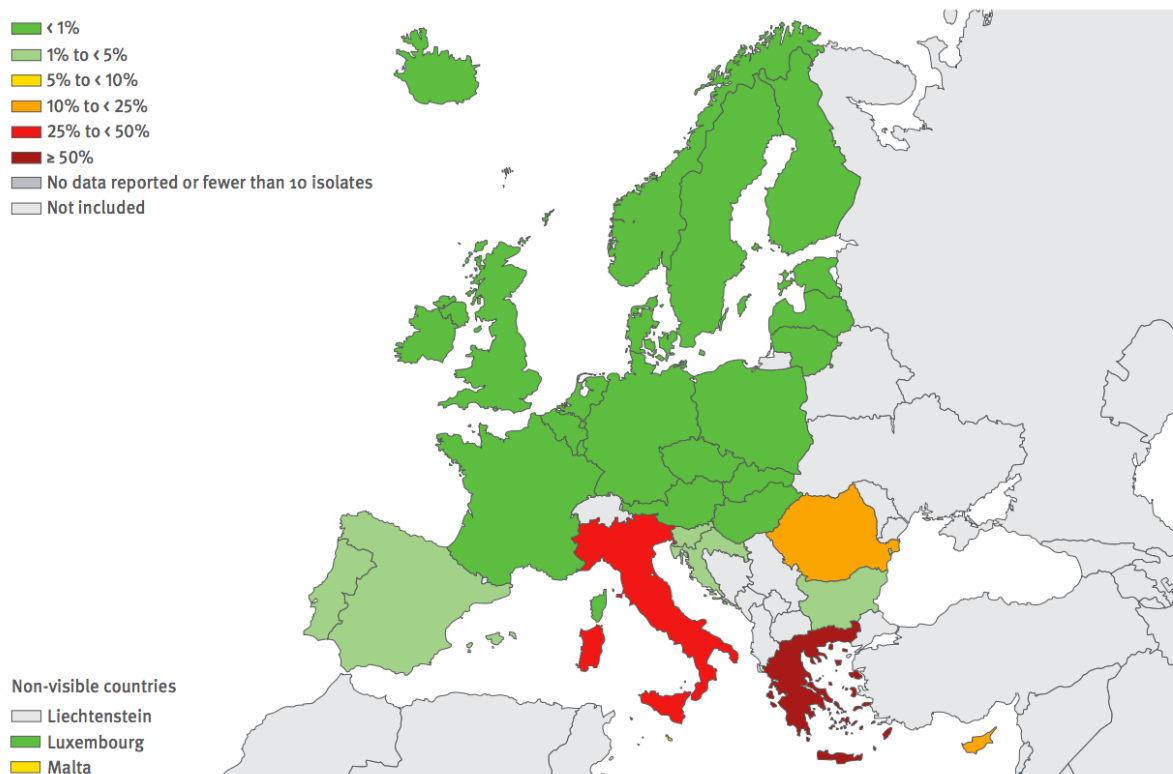 < 1%
1% to < 5%
5% to < 10%
10% to < 25%
25% to < 50%
≥ 50%
No data reported or fewer than 10 isolates
Not included
Non-visible countries
Liechtenstein
Luxembourg
Malta